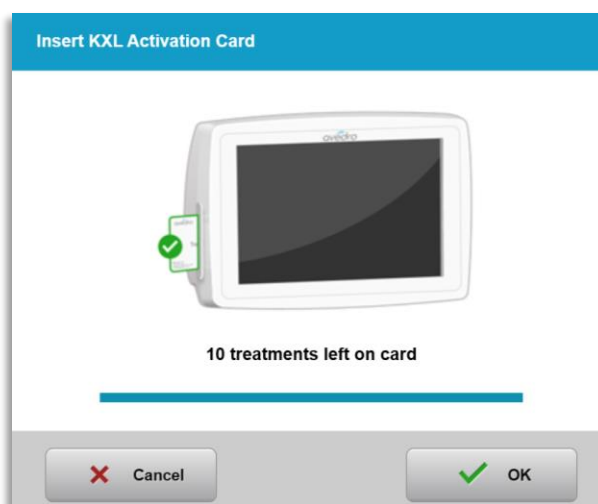 Insert KXL Activation Card
avedro
10 treatments left on card
Cancel
OK